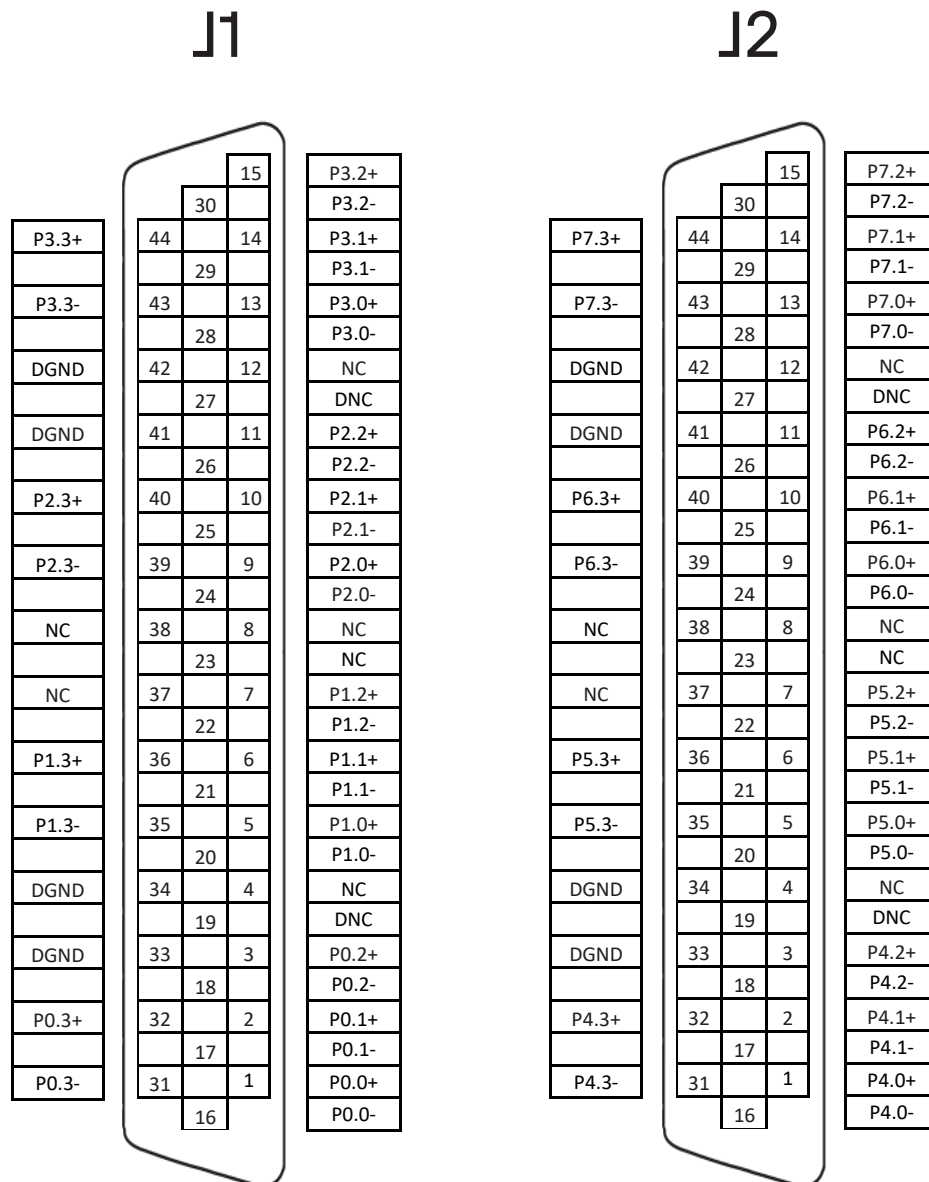 J1 J2
15 P3.2+ 15 P7.2+
30 P3.2- 30 P7.2-
P3.3+ 44 14 P3.1+ P7.3+ 44 14 P7.1+
29 P3.1- 29 P7.1-
P3.3- 43 13 P3.0+ P7.3- 43 13 P7.0+
28 P3.0- 28 P7.0-
DGND 42 12 NC DGND 42 12 NC
27 DNC 27 DNC
DGND 41 11 P2.2+ DGND 41 11 P6.2+
26 P2.2- 26 P6.2-
P2.3+ 40 10 P2.1+ P6.3+ 40 10 P6.1+
25 P2.1- 25 P6.1-
P2.3- 39 9 P2.0+ P6.3- 39 9 P6.0+
24 P2.0- 24 P6.0-
NC 38 8 NC NC 38 8 NC
23 NC 23 NC
NC 37 7 P1.2+ NC 37 7 P5.2+
22 P1.2- 22 P5.2-
P1.3+ 36 6 P1.1+ P5.3+ 36 6 P5.1+
21 P1.1- 21 P5.1-
P1.3- 35 5 P1.0+ P5.3- 35 5 P5.0+
20 P1.0- 20 P5.0-
DGND 34 4 NC DGND 34 4 NC
19 DNC 19 DNC
DGND 33 3 P0.2+ DGND 33 3 P4.2+
18 P0.2- 18 P4.2-
P0.3+ 32 2 P0.1+ P4.3+ 32 2 P4.1+
17 P0.1- 17 P4.1-
P0.3- 31 1 P0.0+ P4.3- 31 1 P4.0+
16 P0.0- 16 P4.0-